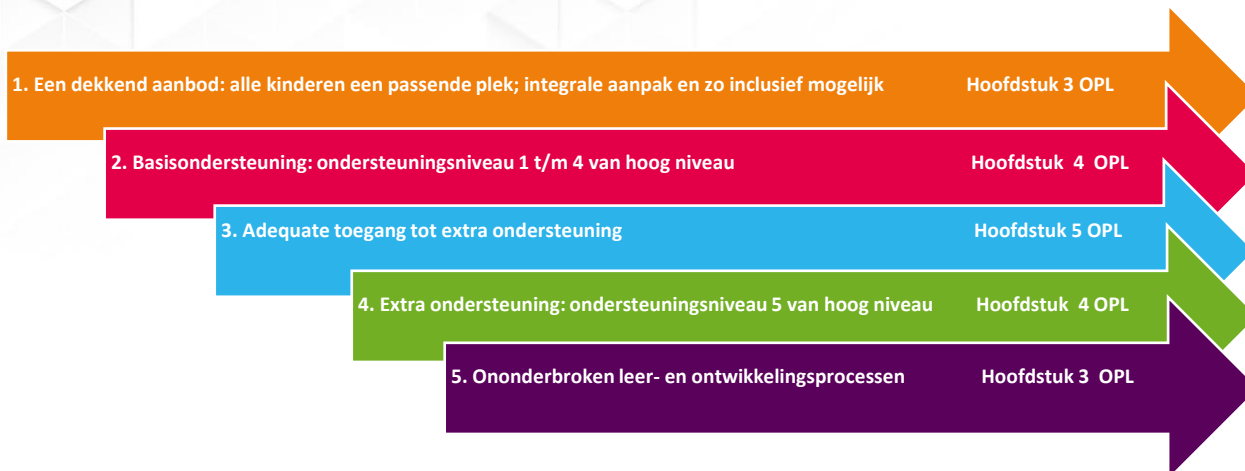 1. Een dekkend aanbod: alle kinderen een passende plek; integrale aanpak en zo inclusief mogelijk Hoofdstuk 3 OPL
2. Basisondersteuning: ondersteuningsniveau 1 t/m 4 van hoog niveau Hoofdstuk 4 OPL
3. Adequate toegang tot extra ondersteuning Hoofdstuk 5 OPL
4. Extra ondersteuning: ondersteuningsniveau 5 van hoog niveau Hoofdstuk 4 OPL
5. Ononderbroken leer- en ontwikkelingsprocessen Hoofdstuk 3 OPL